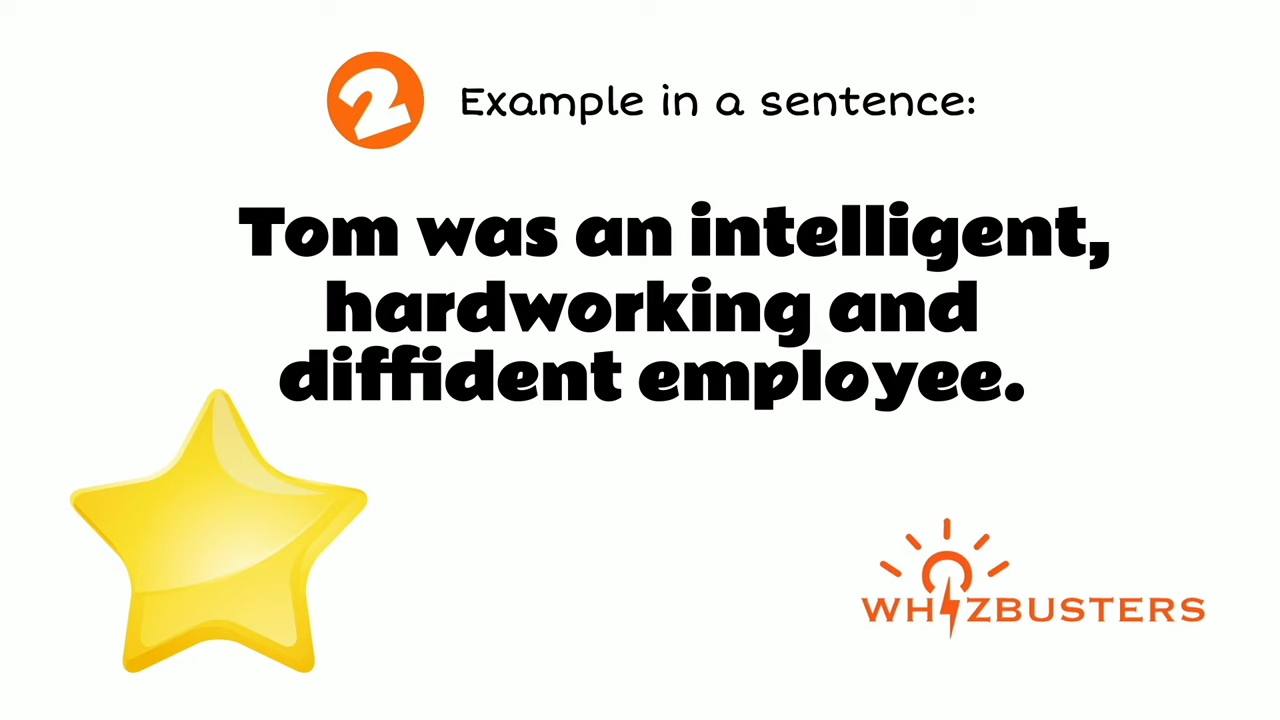 2 Example in a sentence:
Tom was an intelligent,
hardworking and
diffident employee.
WHIZBUSTERS